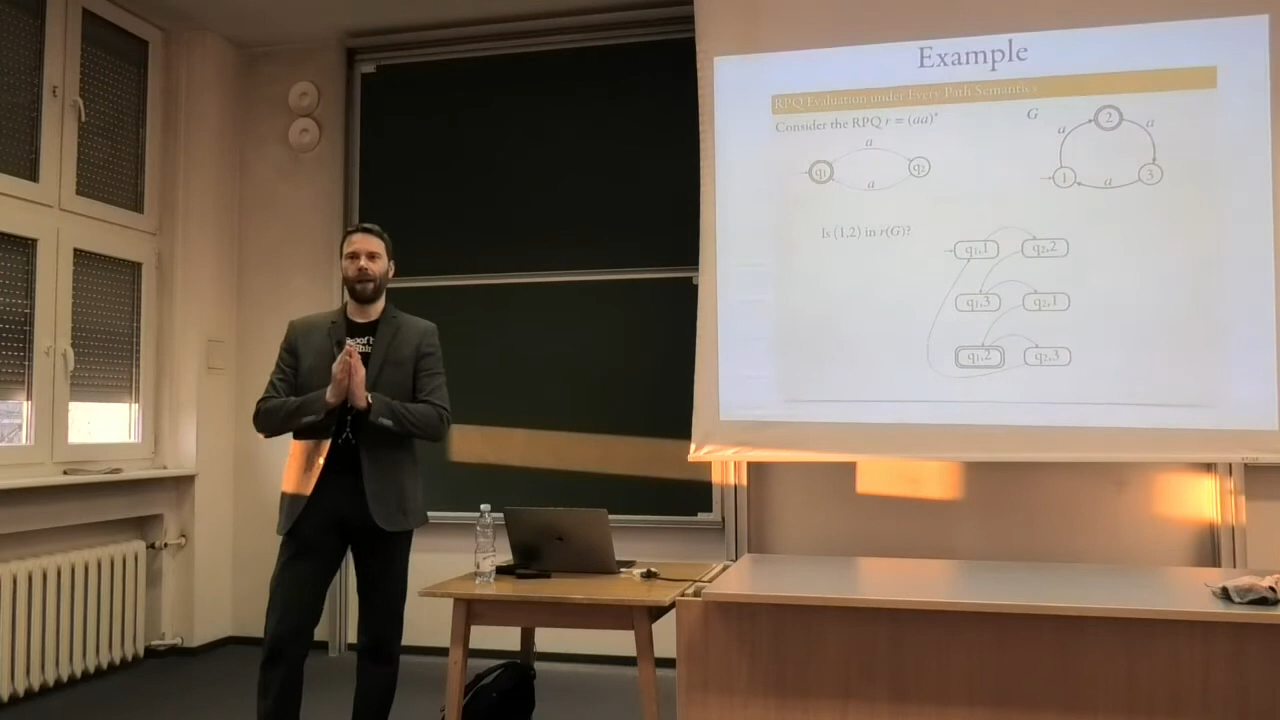 Example
RPQ Evaluation under Every Path Semantics
Consider the RPQ r = (aa)*
G
2
a
a
1
3
a
a
q₁
q₂
a
Is (1,2) in r(G)?
q₁,1
q₂,2
q₁,3
q₂,1
q₁,2
q₂,3